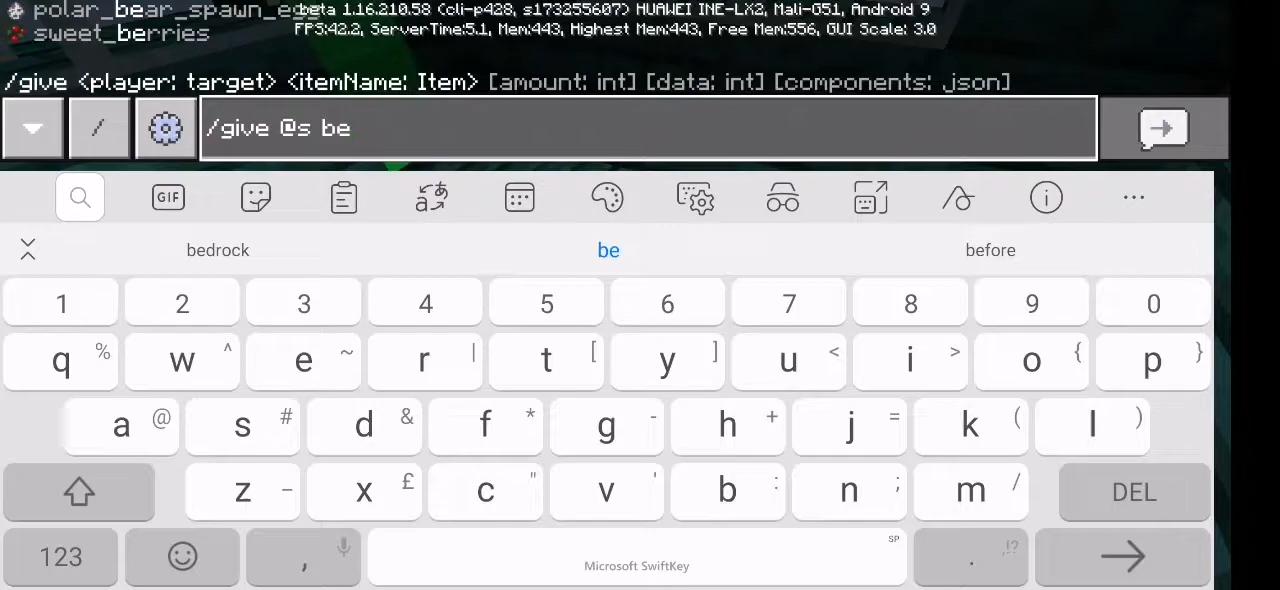 polar_bear_spawn_egg
beta 1.16.210.58 (cli-p428, s173255607) HUAWEI INE-LX2, Mali-G51, Android 9
sweet_berries
FPS:42.2, ServerTime:5.1, Mem:443, Highest Mem:443, Free Mem:556, GUI Scale: 3.0
/give <player: target> <itemName: Item> [amount: int] [data: int] [components: json]
/
/give @s be
GIF
...
bedrock be before
1 2 3 4 5 6 7 8 9 0
q % w ^ e ~ r | t [ y ] u < i > o { p }
a @ s # d & f * g - h + j = k ( l )
z _ x £ c " v ' b : n ; m / DEL
123 , SP Microsoft SwiftKey . ,!?